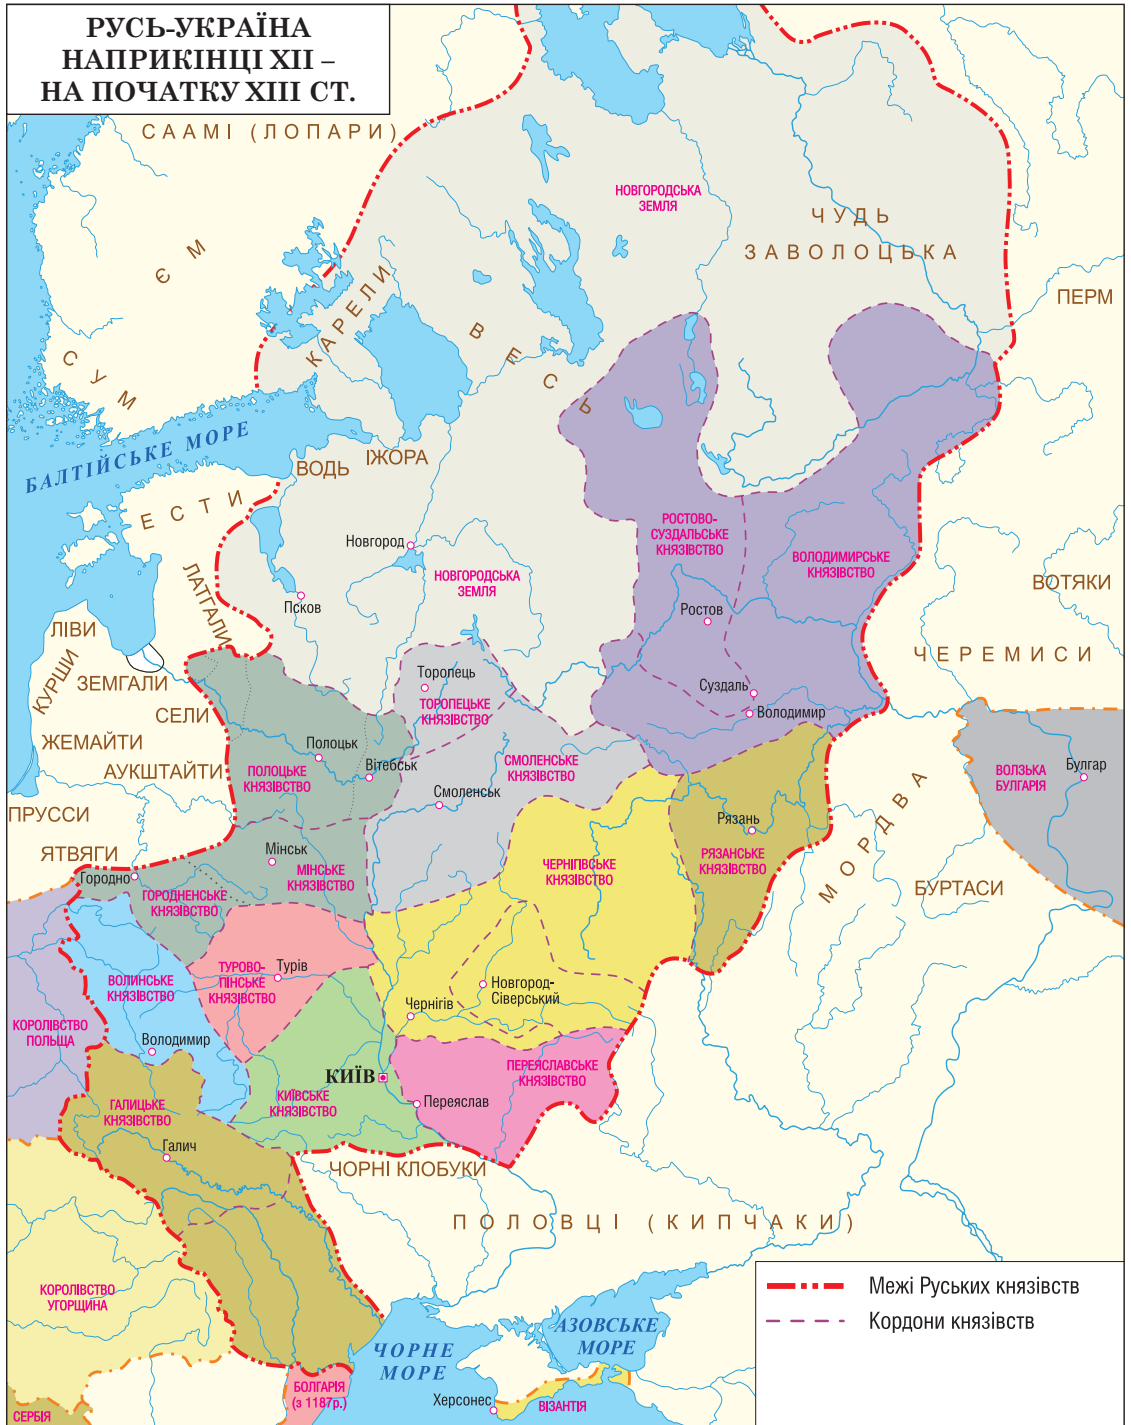 РУСЬ-УКРАЇНА
НАПРИКІНЦІ XII –
НА ПОЧАТКУ XIII СТ.
СААМІ (ЛОПАРИ)
НОВГОРОДСЬКА
ЗЕМЛЯ
ЧУДЬ
ЗАВОЛОЦЬКА
ЄМ
ПЕРМ
КАРЕЛИ
ВЕСЬ
СУМ
БАЛТІЙСЬКЕ МОРЕ
ВОДЬ
ІЖОРА
ЕСТИ
РОСТОВО-
СУЗДАЛЬСЬКЕ
КНЯЗІВСТВО
ВОЛОДИМИРСЬКЕ
КНЯЗІВСТВО
Новгород
НОВГОРОДСЬКА
ЗЕМЛЯ
ЛАТГАЛИ
Псков
Ростов
ВОТЯКИ
ЛІВИ
КУРШИ
ЗЕМГАЛИ
ЧЕРЕМИСИ
Торопець
ТОРОПЕЦЬКЕ
КНЯЗІВСТВО
Суздаль
Володимир
СЕЛИ
ЖЕМАЙТИ
АУКШТАЙТИ
Полоцьк
ПОЛОЦЬКЕ
КНЯЗІВСТВО
Вітебськ
СМОЛЕНСЬКЕ
КНЯЗІВСТВО
Смоленськ
ВОЛЗЬКА
БУЛГАРІЯ
Булгар
ПРУССИ
Рязань
РЯЗАНСЬКЕ
КНЯЗІВСТВО
МОРДВА
ЯТВЯГИ
Мінськ
МІНСЬКЕ
КНЯЗІВСТВО
ЧЕРНІГІВСЬКЕ
КНЯЗІВСТВО
Городно
ГОРОДНЕНСЬКЕ
КНЯЗІВСТВО
БУРТАСИ
ВОЛИНСЬКЕ
КНЯЗІВСТВО
ТУРОВО-
ПІНСЬКЕ
КНЯЗІВСТВО
Турів
Новгород-
Сіверський
Чернігів
КОРОЛІВСТВО
ПОЛЬЩА
Володимир
КИЇВ
ПЕРЕЯСЛАВСЬКЕ
КНЯЗІВСТВО
ГАЛИЦЬКЕ
КНЯЗІВСТВО
КИЇВСЬКЕ
КНЯЗІВСТВО
Переяслав
Галич
ЧОРНІ КЛОБУКИ
ПОЛОВЦІ (КИПЧАКИ)
КОРОЛІВСТВО
УГОРЩИНА
Межі Руських князівств
Кордони князівств
ЧОРНЕ
МОРЕ
АЗОВСЬКЕ
МОРЕ
БОЛГАРІЯ
(з 1187р.)
Херсонес
ВІЗАНТІЯ
СЕРБІЯ